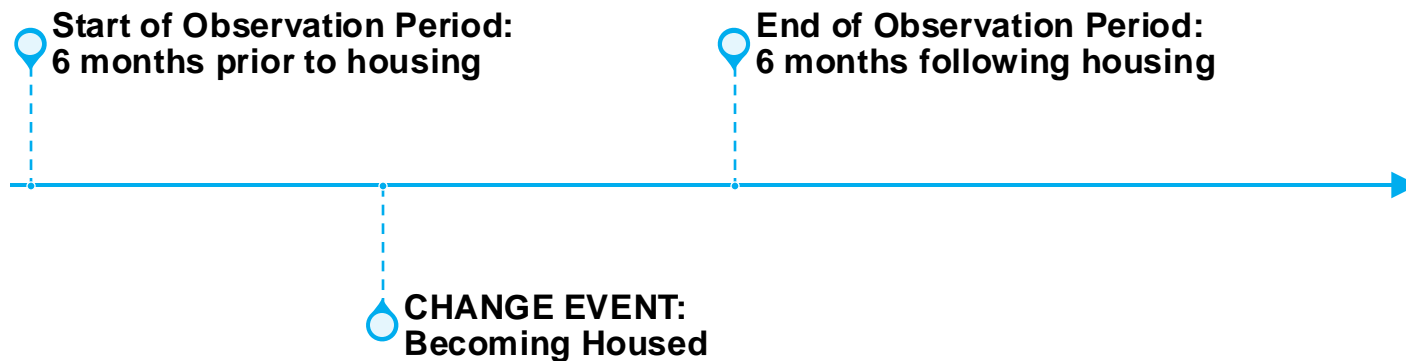 Start of Observation Period:
6 months prior to housing
End of Observation Period:
6 months following housing
CHANGE EVENT:
Becoming Housed